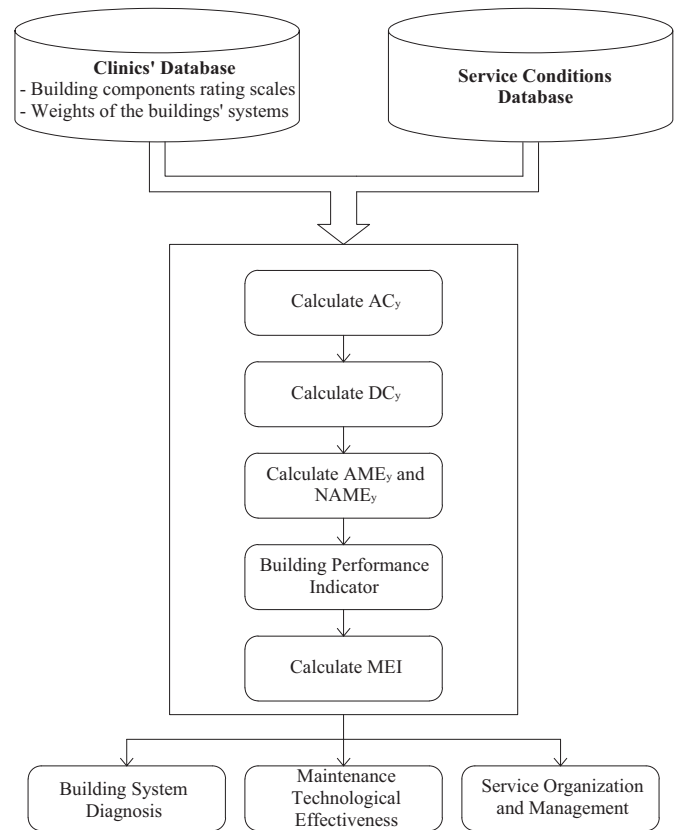 Clinics' Database
- Building components rating scales
- Weights of the buildings' systems
Service Conditions
Database
Calculate ACy
Calculate DCy
Calculate AMEy and
NAMEy
Building Performance
Indicator
Calculate MEI
Building System
Diagnosis
Maintenance
Technological
Effectiveness
Service Organization
and Management